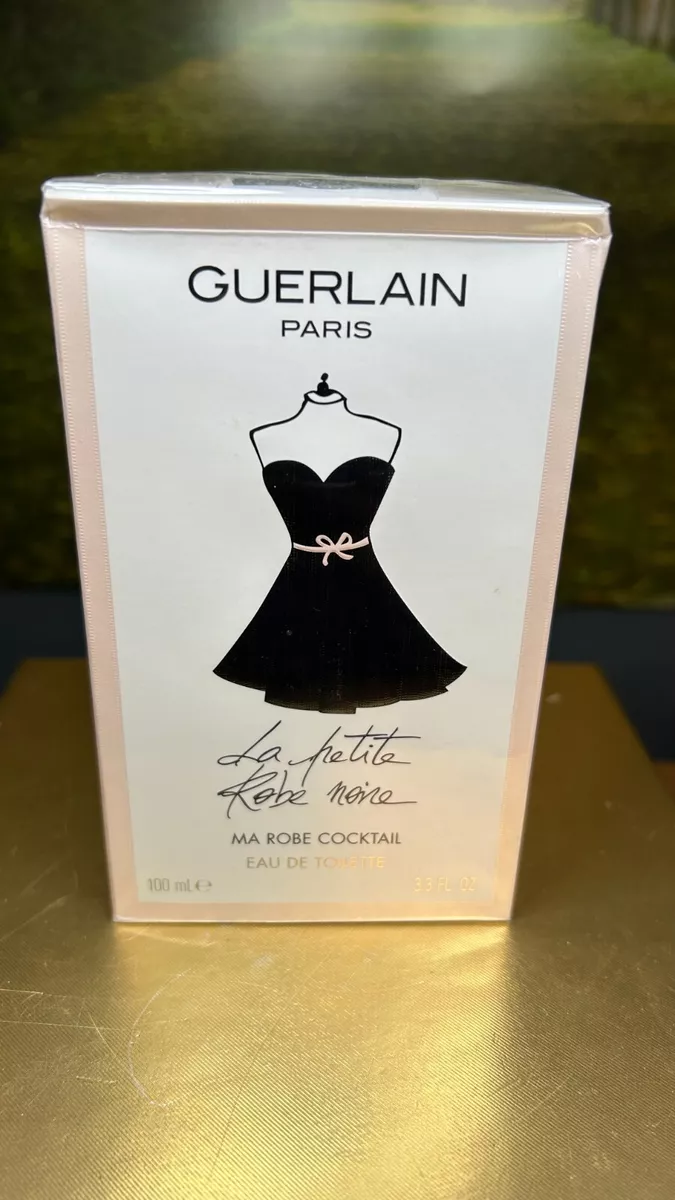 GUERLAIN
PARIS
La petite
Robe noire
MA ROBE COCKTAIL
EAU DE TOILETTE
100 mL℮ 3.3 FL. OZ